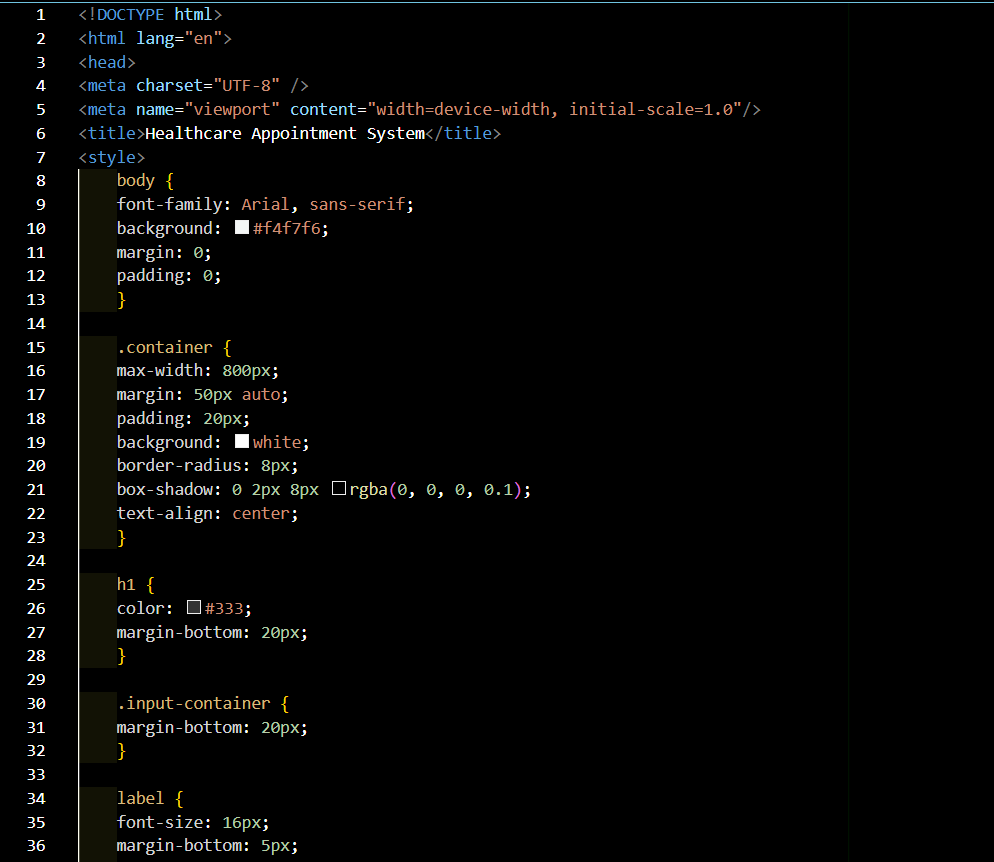 1 <!DOCTYPE html>
2 <html lang="en">
3 <head>
4 <meta charset="UTF-8" />
5 <meta name="viewport" content="width=device-width, initial-scale=1.0"/>
6 <title>Healthcare Appointment System</title>
7 <style>
8 body {
9 font-family: Arial, sans-serif;
10 background: #f4f7f6;
11 margin: 0;
12 padding: 0;
13 }
14
15 .container {
16 max-width: 800px;
17 margin: 50px auto;
18 padding: 20px;
19 background: white;
20 border-radius: 8px;
21 box-shadow: 0 2px 8px rgba(0, 0, 0, 0.1);
22 text-align: center;
23 }
24
25 h1 {
26 color: #333;
27 margin-bottom: 20px;
28 }
29
30 .input-container {
31 margin-bottom: 20px;
32 }
33
34 label {
35 font-size: 16px;
36 margin-bottom: 5px;